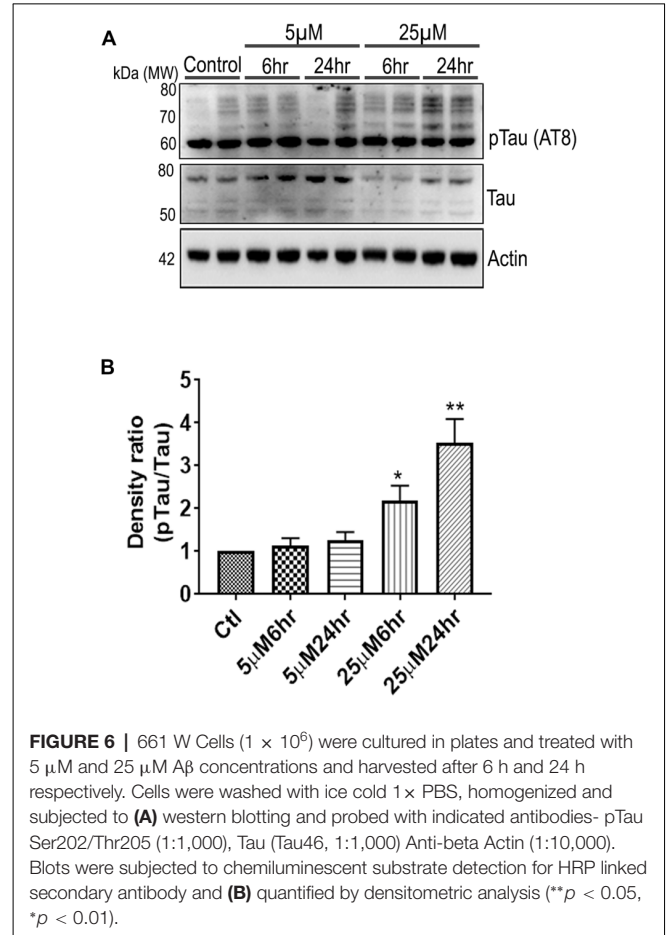 A
5μM 25μM
kDa (MW) Control 6hr 24hr 6hr 24hr
80
70
60
pTau (AT8)
80
50
Tau
42
Actin
B
Density ratio
(pTau/Tau)
5
4
3
2
1
0
*
**
Ctl
5μM6hr
5μM24hr
25μM6hr
25μM24hr
FIGURE 6 | 661 W Cells (1 × 10⁶) were cultured in plates and treated with
5 μM and 25 μM Aβ concentrations and harvested after 6 h and 24 h
respectively. Cells were washed with ice cold 1× PBS, homogenized and
subjected to (A) western blotting and probed with indicated antibodies- pTau
Ser202/Thr205 (1:1,000), Tau (Tau46, 1:1,000) Anti-beta Actin (1:10,000).
Blots were subjected to chemiluminescent substrate detection for HRP linked
secondary antibody and (B) quantified by densitometric analysis (**p < 0.05,
*p < 0.01).